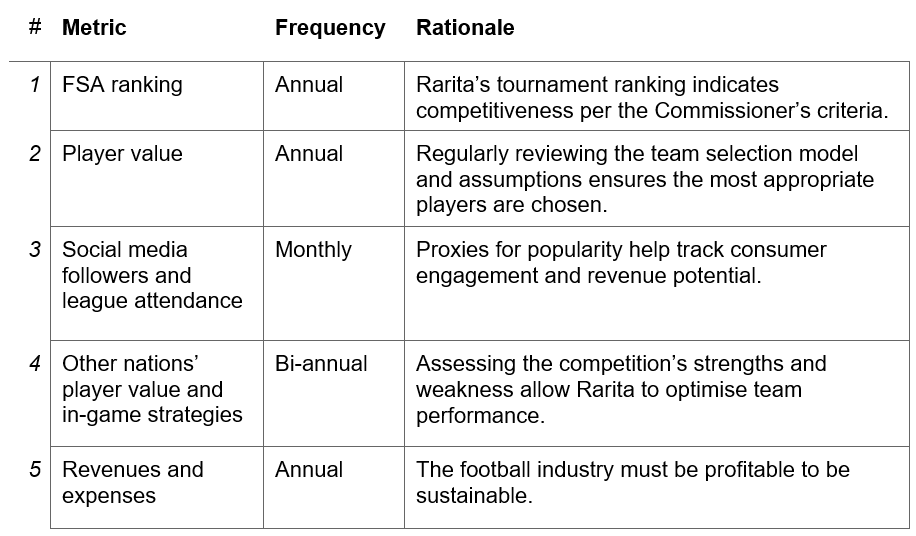 # Metric Frequency Rationale
1 FSA ranking Annual Rarita's tournament ranking indicates
competitiveness per the Commissioner's criteria.
2 Player value Annual Regularly reviewing the team selection model
and assumptions ensures the most appropriate
players are chosen.
3 Social media Monthly Proxies for popularity help track consumer
followers and engagement and revenue potential.
league attendance
4 Other nations' Bi-annual Assessing the competition's strengths and
player value and weakness allow Rarita to optimise team
in-game strategies performance.
5 Revenues and Annual The football industry must be profitable to be
expenses sustainable.